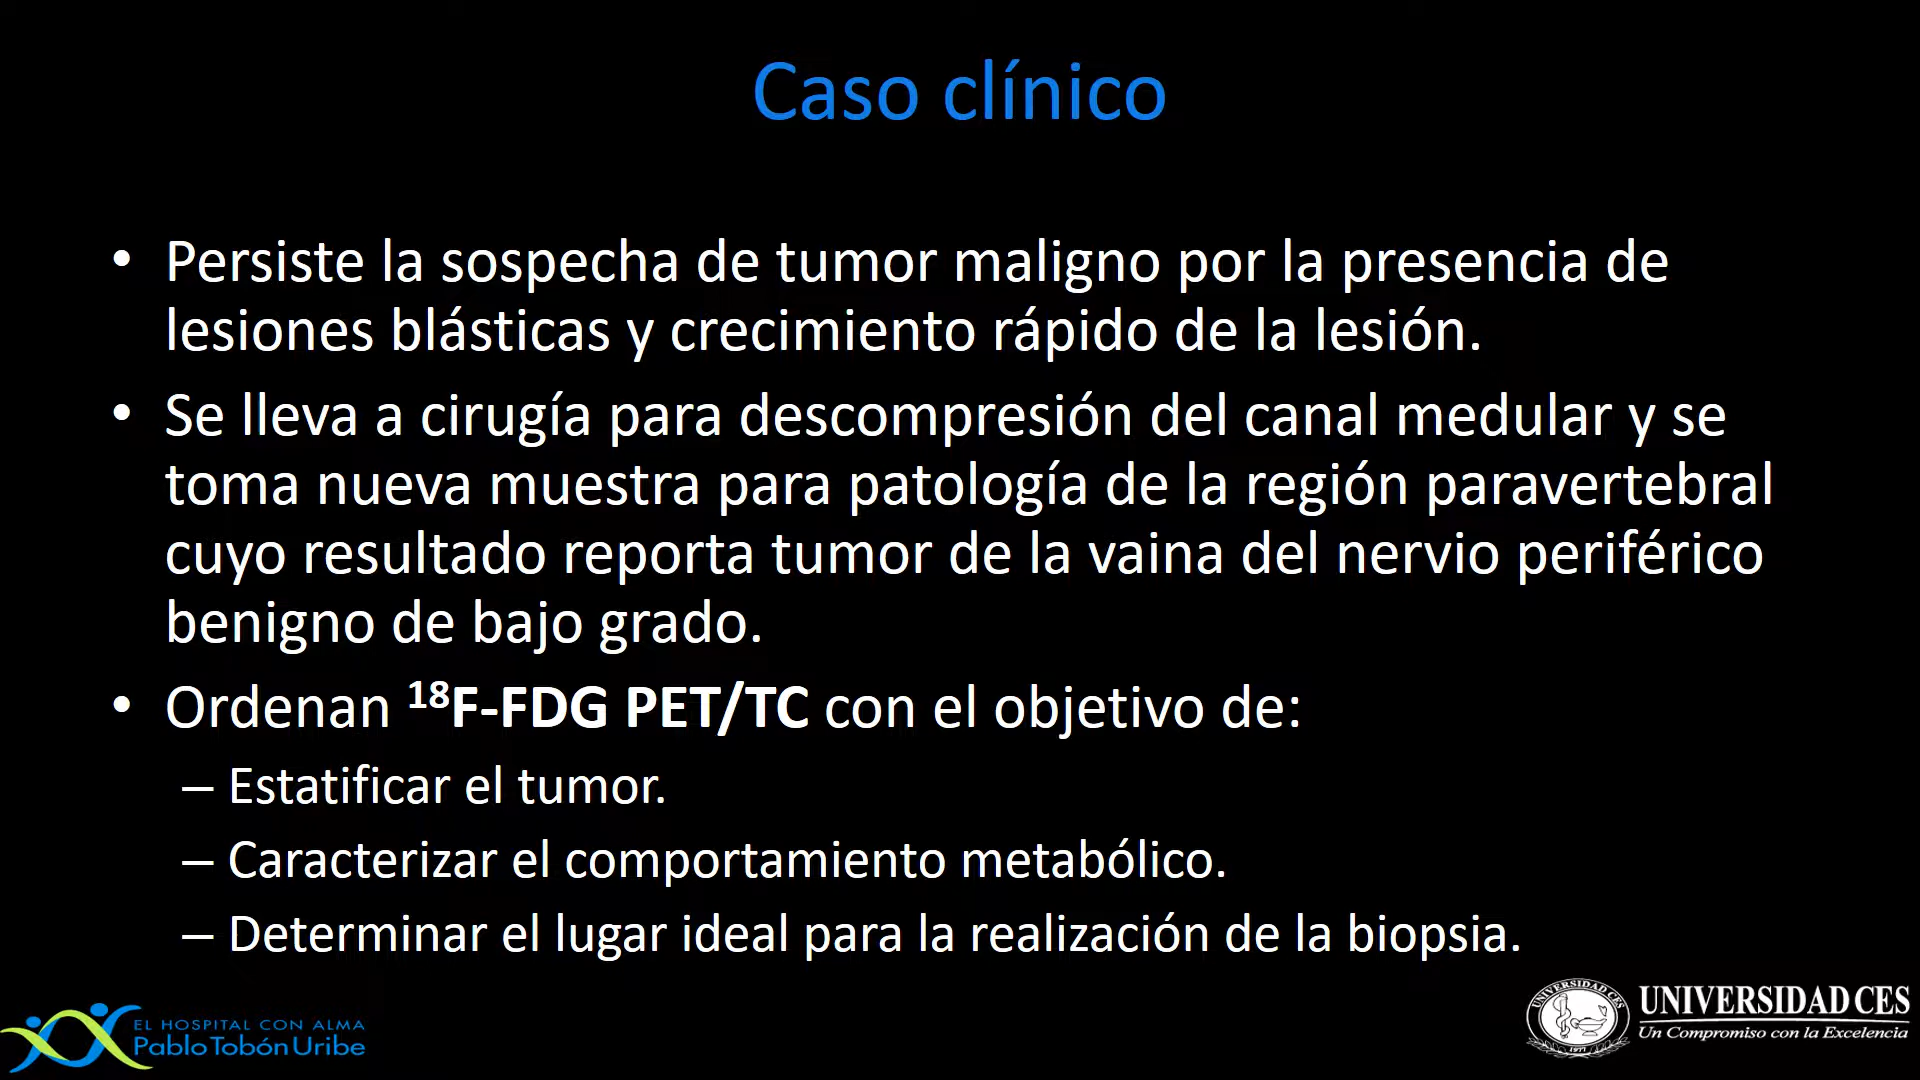 Caso clínico
• Persiste la sospecha de tumor maligno por la presencia de
lesiones blásticas y crecimiento rápido de la lesión.
• Se lleva a cirugía para descompresión del canal medular y se
toma nueva muestra para patología de la región paravertebral
cuyo resultado reporta tumor de la vaina del nervio periférico
benigno de bajo grado.
• Ordenan ¹⁸F-FDG PET/TC con el objetivo de:
– Estatificar el tumor.
– Caracterizar el comportamiento metabólico.
– Determinar el lugar ideal para la realización de la biopsia.
EL HOSPITAL CON ALMA
Pablo Tobón Uribe
UNIVERSIDAD CES
1977
UNIVERSIDAD CES
Un Compromiso con la Excelencia